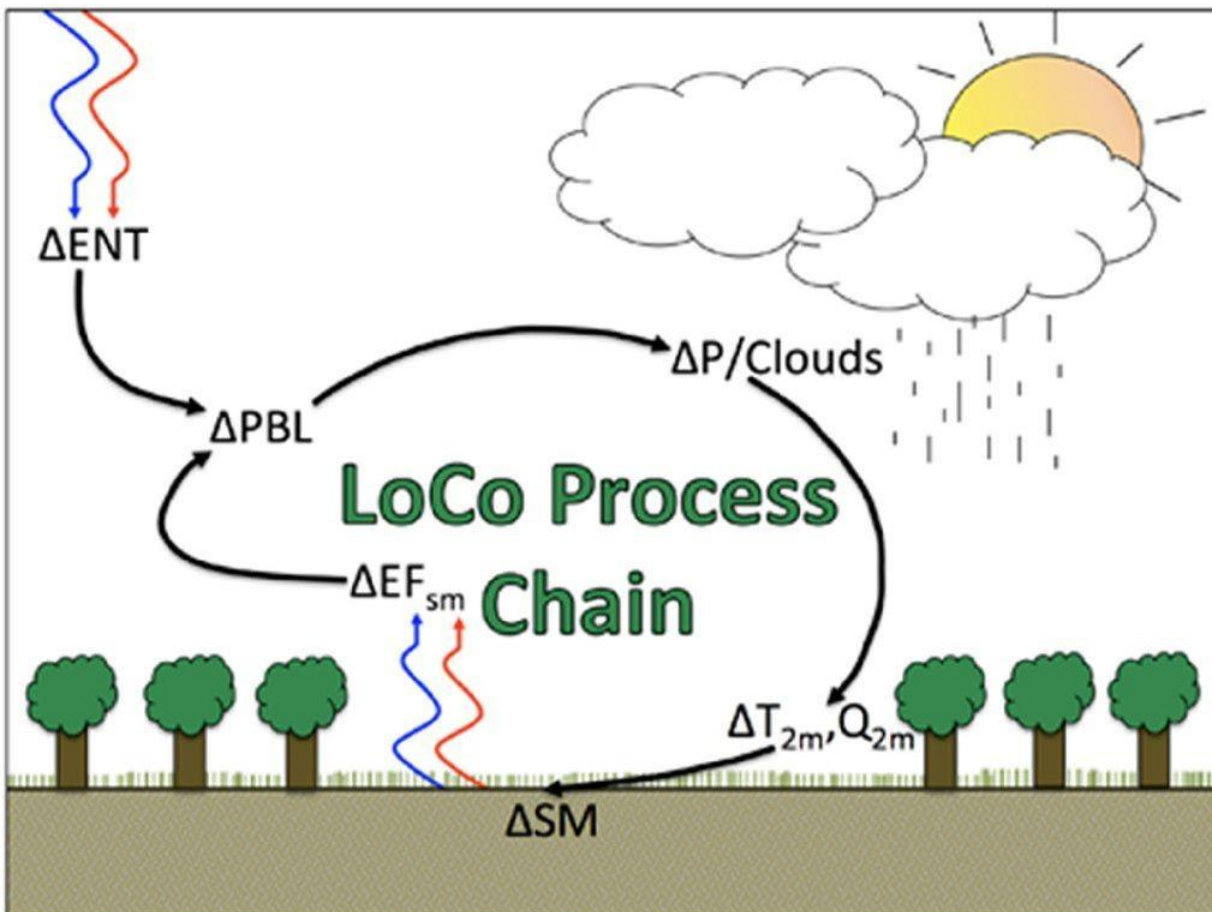 ΔENT
ΔP/Clouds
ΔPBL
LoCo Process
Chain
ΔEFsm
ΔT2m,Q2m
ΔSM